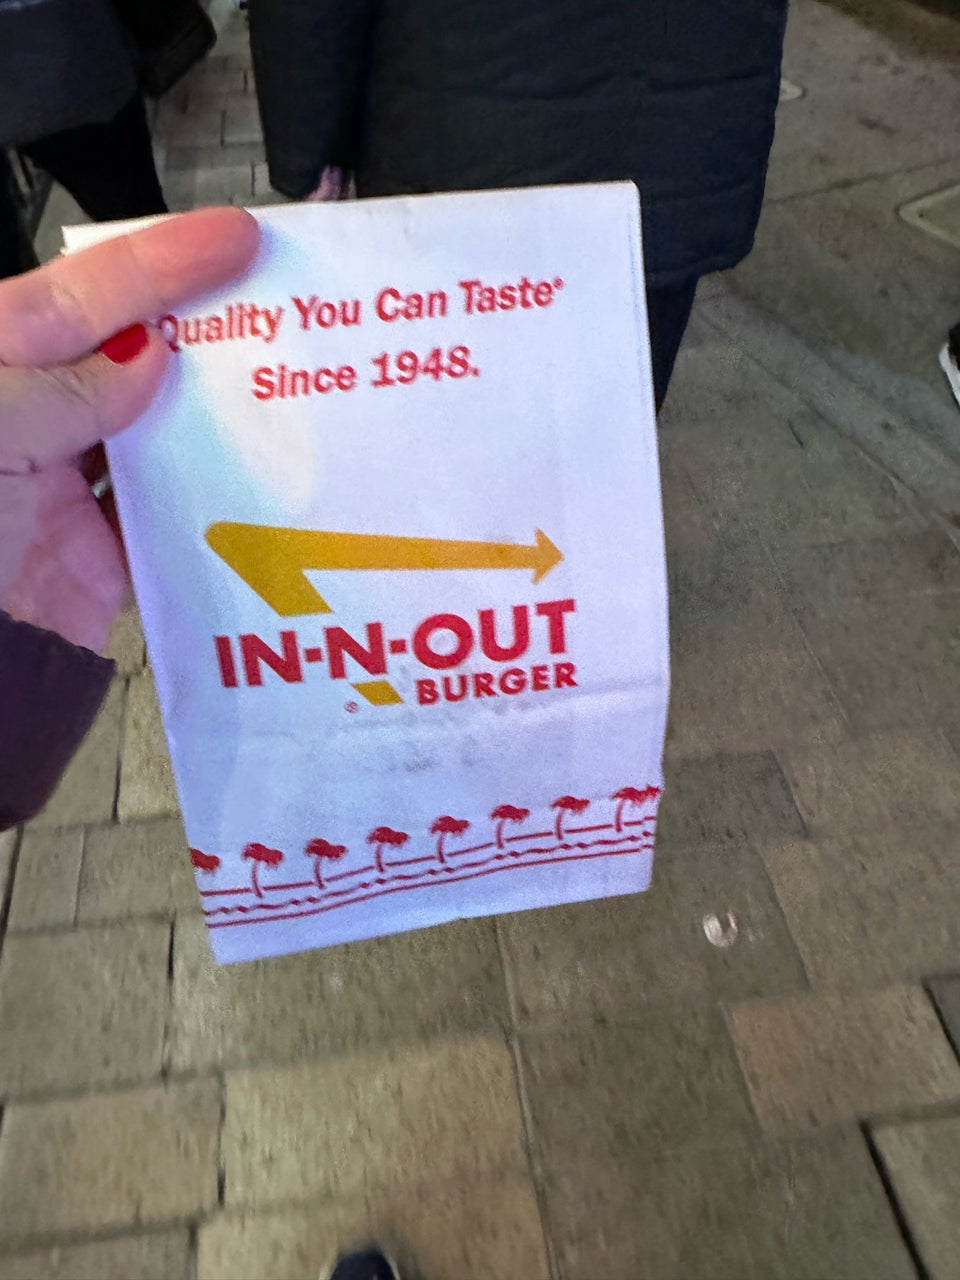 Quality You Can Taste®
Since 1948.
IN-N-OUT
BURGER
®